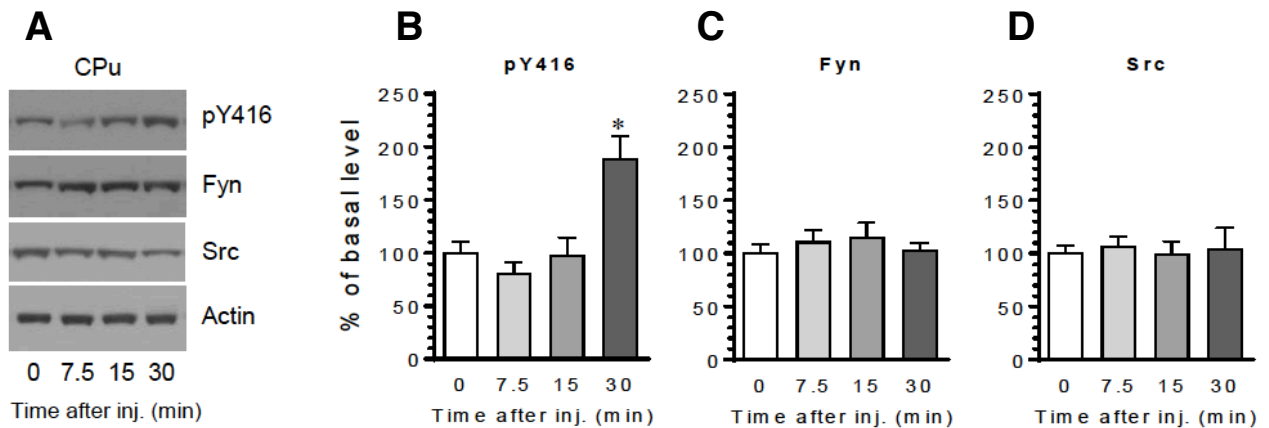 A
CPu
pY416
Fyn
Src
Actin
0 7.5 15 30
Time after inj. (min)
B
pY416
% of basal level
250
200
150
100
50
0
0 7.5 15 30
Time after inj. (min)
*
C
Fyn
250
200
150
100
50
0
0 7.5 15 30
Time after inj. (min)
D
Src
250
200
150
100
50
0
0 7.5 15 30
Time after inj. (min)